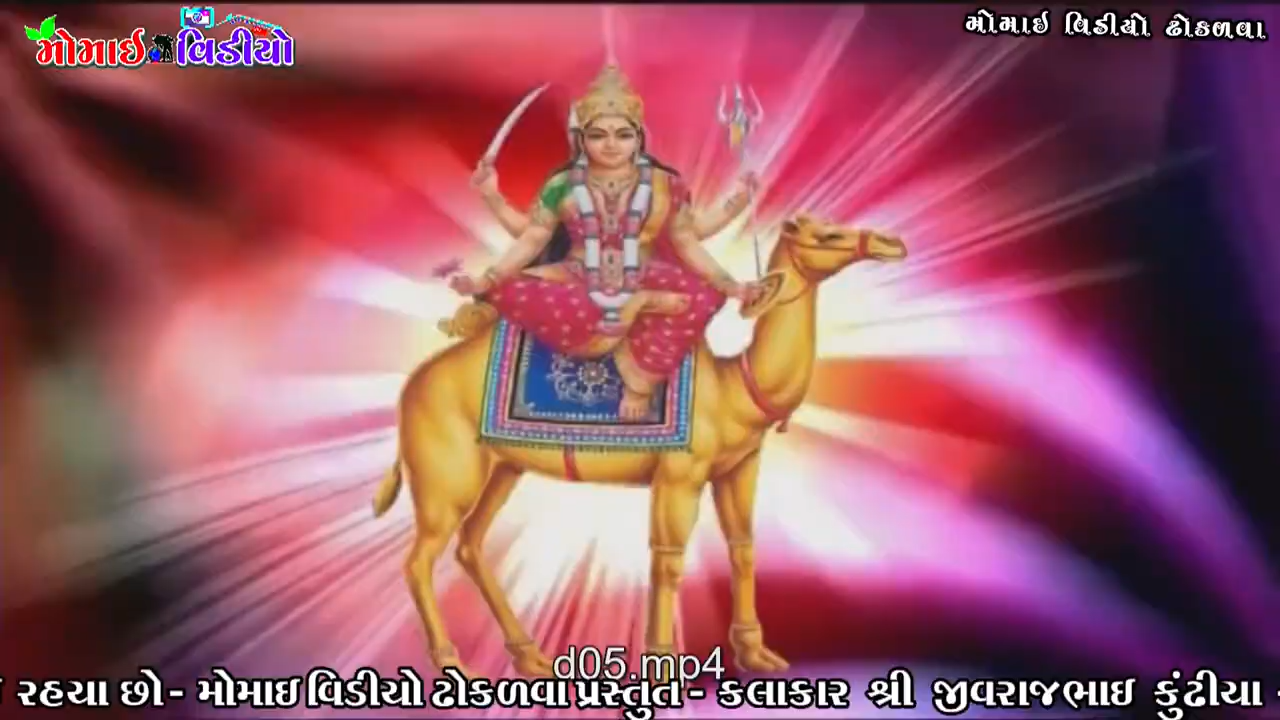 મોમાઇ વિડીયો
મોમાઇ વિડીયો ઢોકળવા
d05.mp4
રહયા છો - મોમાઇ વિડીયો ઢોકળવા પ્રસ્તુત - કલાકાર શ્રી જીવરાજભાઇ કુંઢીયા -